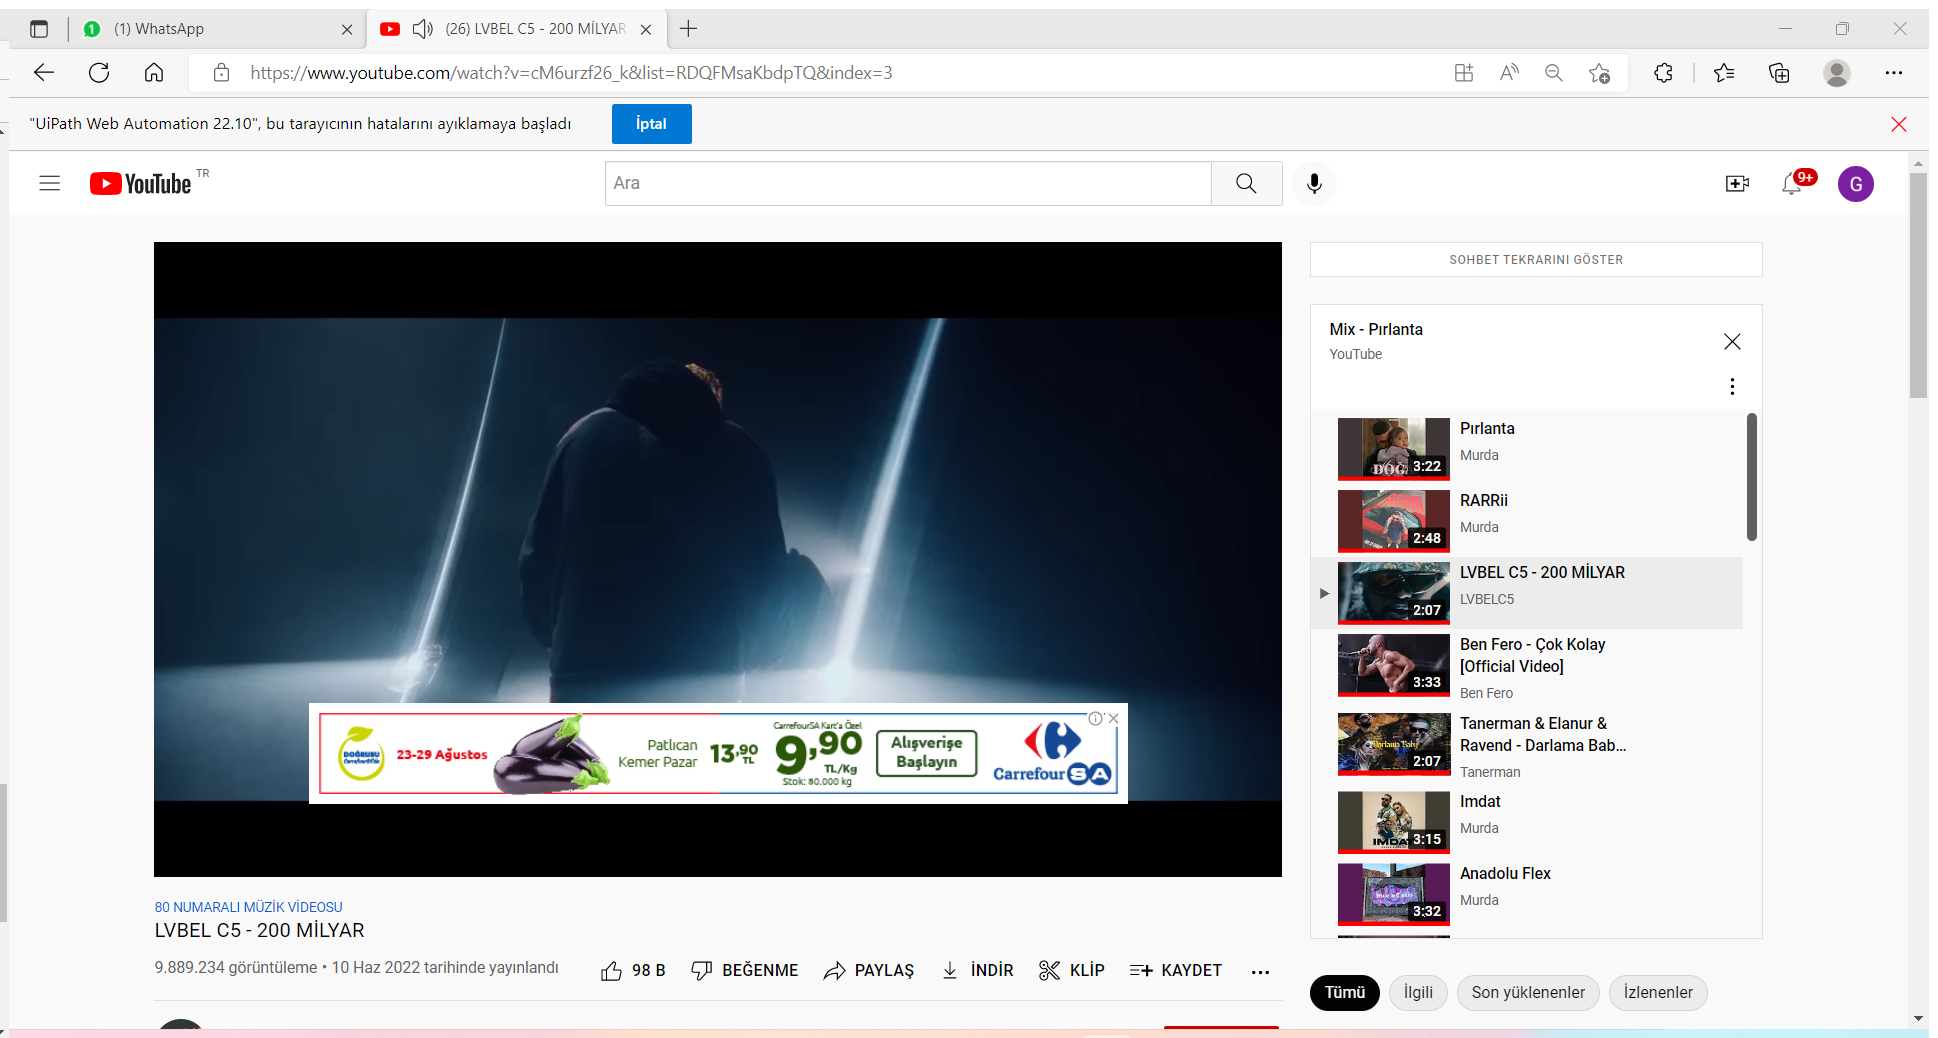 (1) WhatsApp
(26) LVBEL C5 - 200 MİLYAR
https://www.youtube.com/watch?v=cM6urzf26_k&list=RDQFMsaKbdpTQ&index=3
"UiPath Web Automation 22.10", bu tarayıcının hatalarını ayıklamaya başladı
İptal
YouTube TR
Ara
9+
G
SOHBET TEKRARINI GÖSTER
Mix - Pırlanta
YouTube
Pırlanta
Murda
3:22
RARRii
Murda
2:48
LVBEL C5 - 200 MİLYAR
LVBELC5
2:07
Ben Fero - Çok Kolay
[Official Video]
Ben Fero
3:33
Tanerman & Elanur &
Ravend - Darlama Bab...
Tanerman
2:07
Imdat
Murda
IMDAT
3:15
Anadolu Flex
Murda
3:32
DOĞRUSU
CarrefourSA'da
23-29 Ağustos
Patlıcan
Kemer Pazar
13,90 TL
CarrefourSA Kart'a Özel
9,90
TL/Kg
Stok: 80.000 kg
Alışverişe
Başlayın
CarrefourSA
80 NUMARALI MÜZİK VİDEOSU
LVBEL C5 - 200 MİLYAR
9.889.234 görüntüleme • 10 Haz 2022 tarihinde yayınlandı
98 B
BEĞENME
PAYLAŞ
İNDİR
KLİP
KAYDET
Tümü
İlgili
Son yüklenenler
İzlenenler